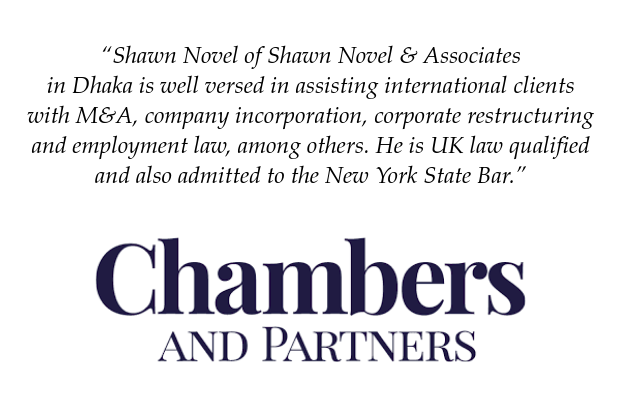 “Shawn Novel of Shawn Novel & Associates
in Dhaka is well versed in assisting international clients
with M&A, company incorporation, corporate restructuring
and employment law, among others. He is UK law qualified
and also admitted to the New York State Bar.”
Chambers
AND PARTNERS